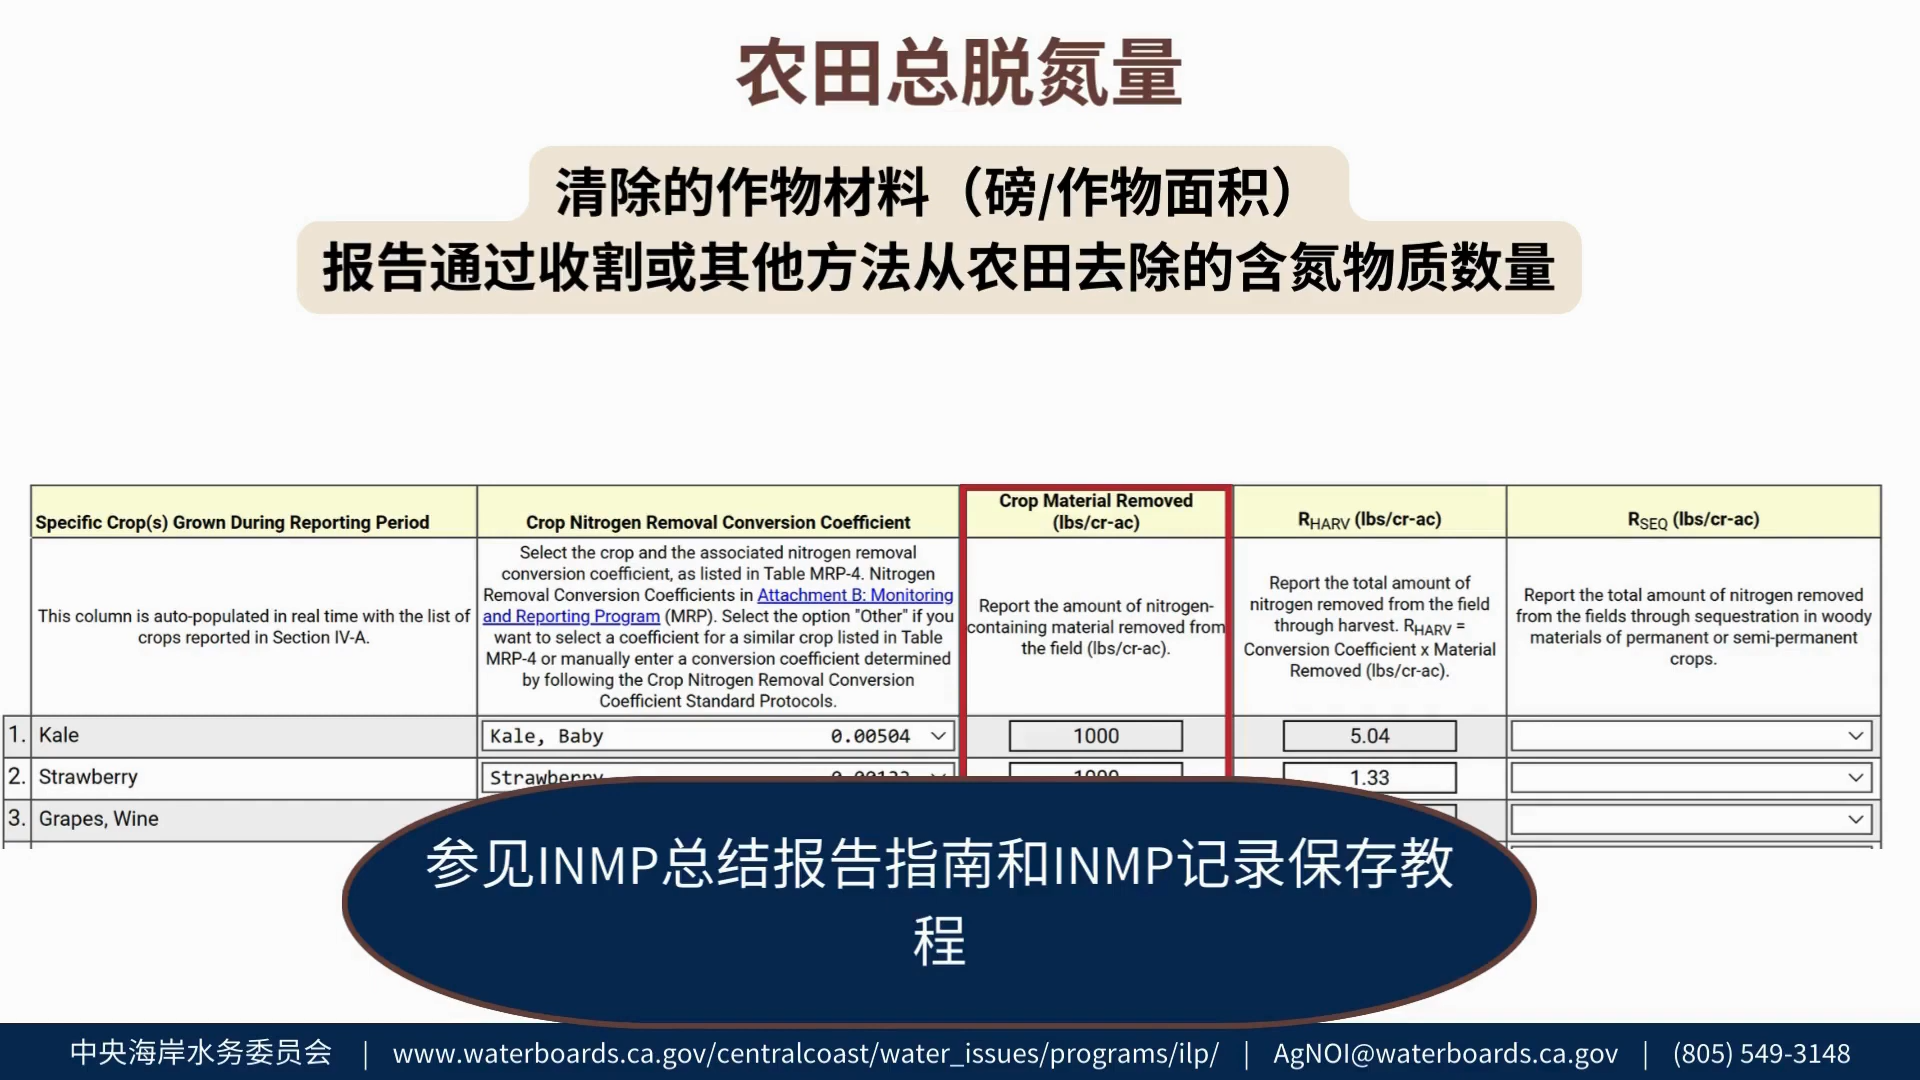 农田总脱氮量
清除的作物材料（磅/作物面积）
报告通过收割或其他方法从农田去除的含氮物质数量
Specific Crop(s) Grown During Reporting Period
Crop Nitrogen Removal Conversion Coefficient
Crop Material Removed
(lbs/cr-ac)
RHARV (lbs/cr-ac)
RSEQ (lbs/cr-ac)
This column is auto-populated in real time with the list of
crops reported in Section IV-A.
Select the crop and the associated nitrogen removal
conversion coefficient, as listed in Table MRP-4. Nitrogen
Removal Conversion Coefficients in Attachment B: Monitoring
and Reporting Program (MRP). Select the option "Other" if you
want to select a coefficient for a similar crop listed in Table
MRP-4 or manually enter a conversion coefficient determined
by following the Crop Nitrogen Removal Conversion
Coefficient Standard Protocols.
Report the amount of nitrogen-
containing material removed from
the field (lbs/cr-ac).
Report the total amount of
nitrogen removed from the field
through harvest. RHARV =
Conversion Coefficient x Material
Removed (lbs/cr-ac).
Report the total amount of nitrogen removed
from the fields through sequestration in woody
materials of permanent or semi-permanent
crops.
1. Kale Kale, Baby 0.00504 1000 5.04
2. Strawberry Strawberry 0.00133 1000 1.33
3. Grapes, Wine
参见INMP总结报告指南和INMP记录保存教
程
中央海岸水务委员会 | www.waterboards.ca.gov/centralcoast/water_issues/programs/ilp/ | AgNOI@waterboards.ca.gov | (805) 549-3148